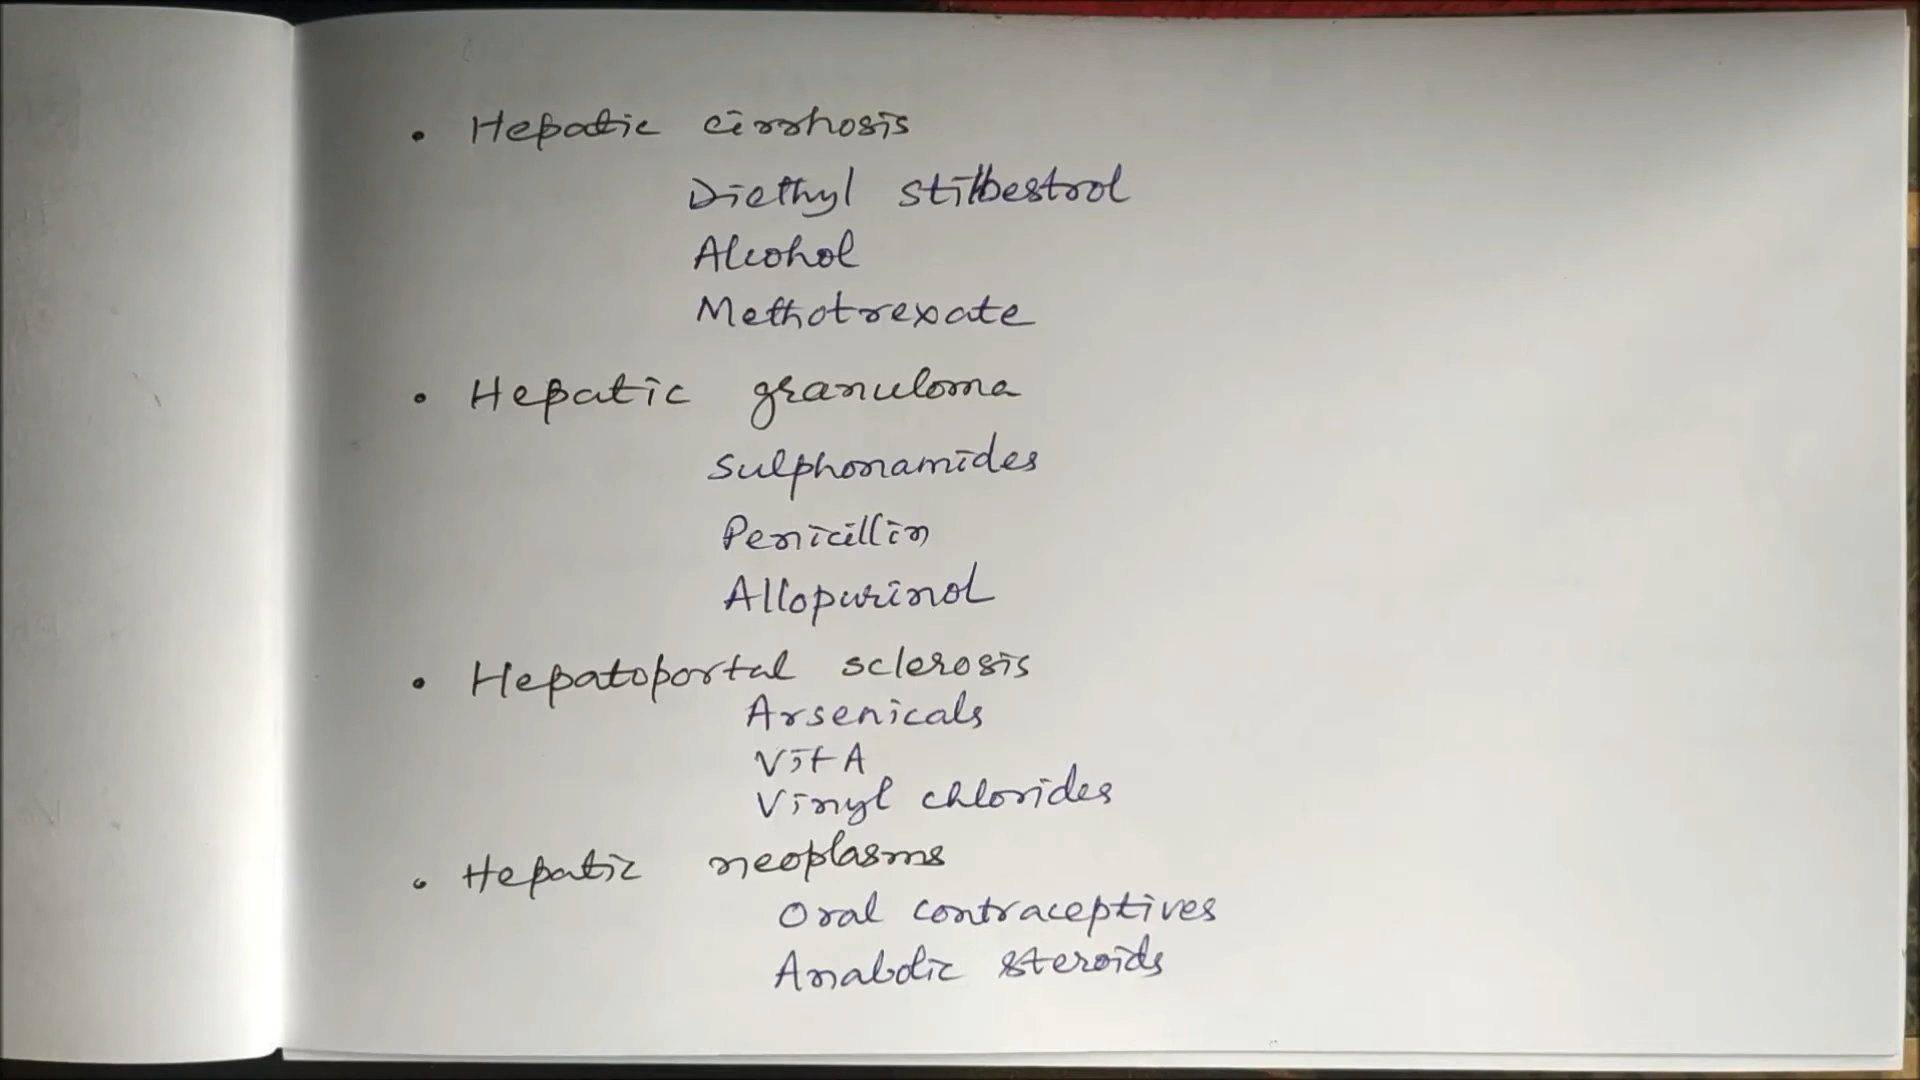 • Hepatic cirrhosis
Diethyl stilbestrol
Alcohol
Methotrexate
• Hepatic granuloma
Sulphonamides
Penicillin
Allopurinol
• Hepatoportal sclerosis
Arsenicals
Vit A
Vinyl chlorides
• Hepatic neoplasms
Oral contraceptives
Anabolic steroids